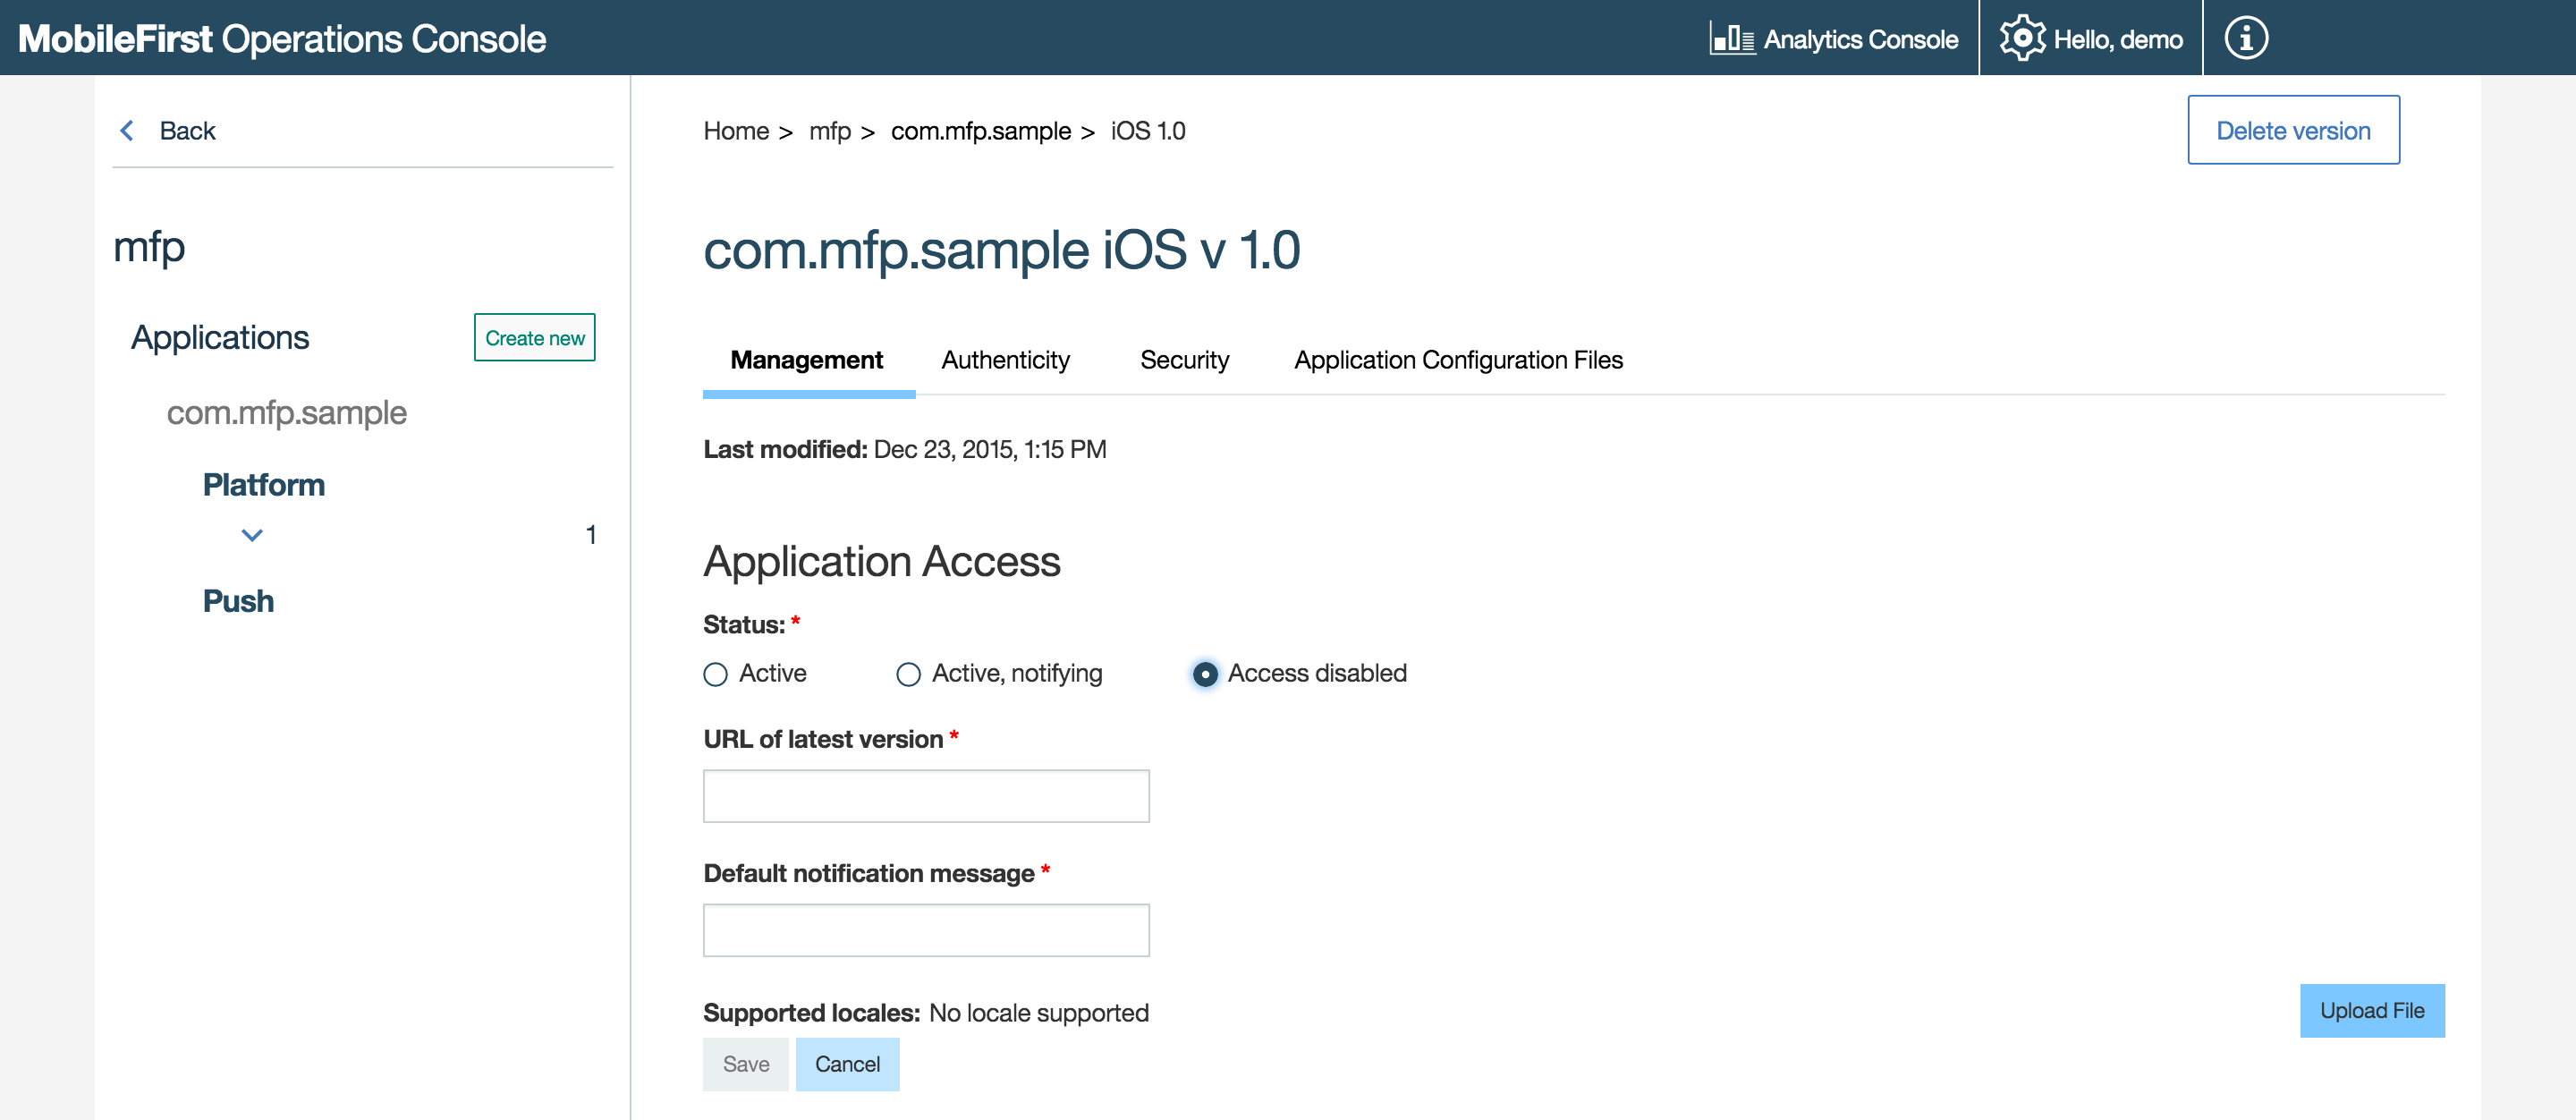 MobileFirst Operations Console
Analytics Console
Hello, demo
Back
mfp
Applications
Create new
com.mfp.sample
Platform
1
Push
Home > mfp > com.mfp.sample > iOS 1.0
Delete version
com.mfp.sample iOS v 1.0
Management Authenticity Security Application Configuration Files
Last modified: Dec 23, 2015, 1:15 PM
Application Access
Status: *
Active Active, notifying Access disabled
URL of latest version *
Default notification message *
Supported locales: No locale supported
Upload File
Save Cancel